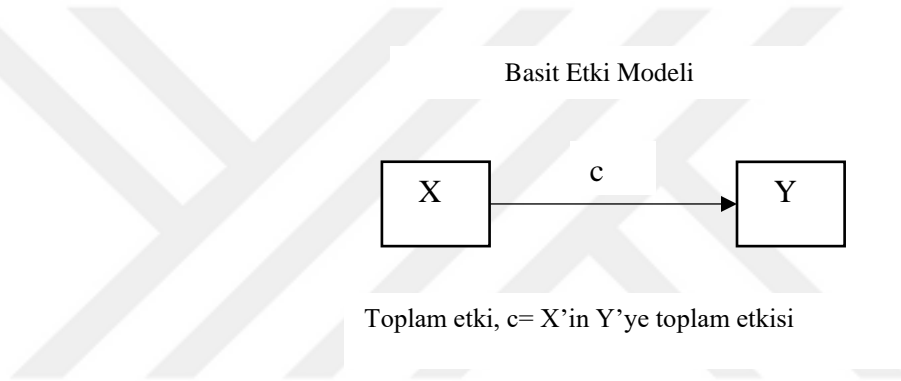 Basit Etki Modeli
c
X
Y
Toplam etki, c= X’in Y’ye toplam etkisi